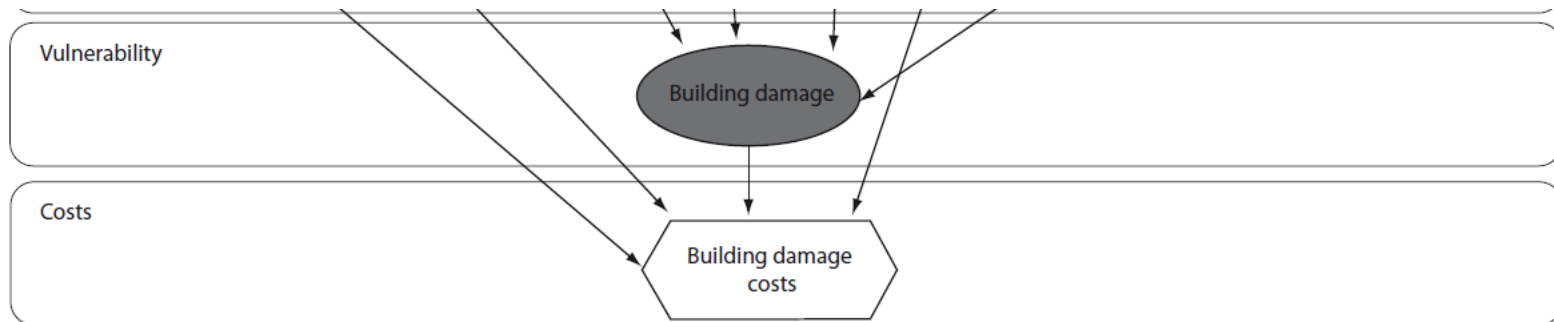 Vulnerability
Building damage
Costs
Building damage
costs